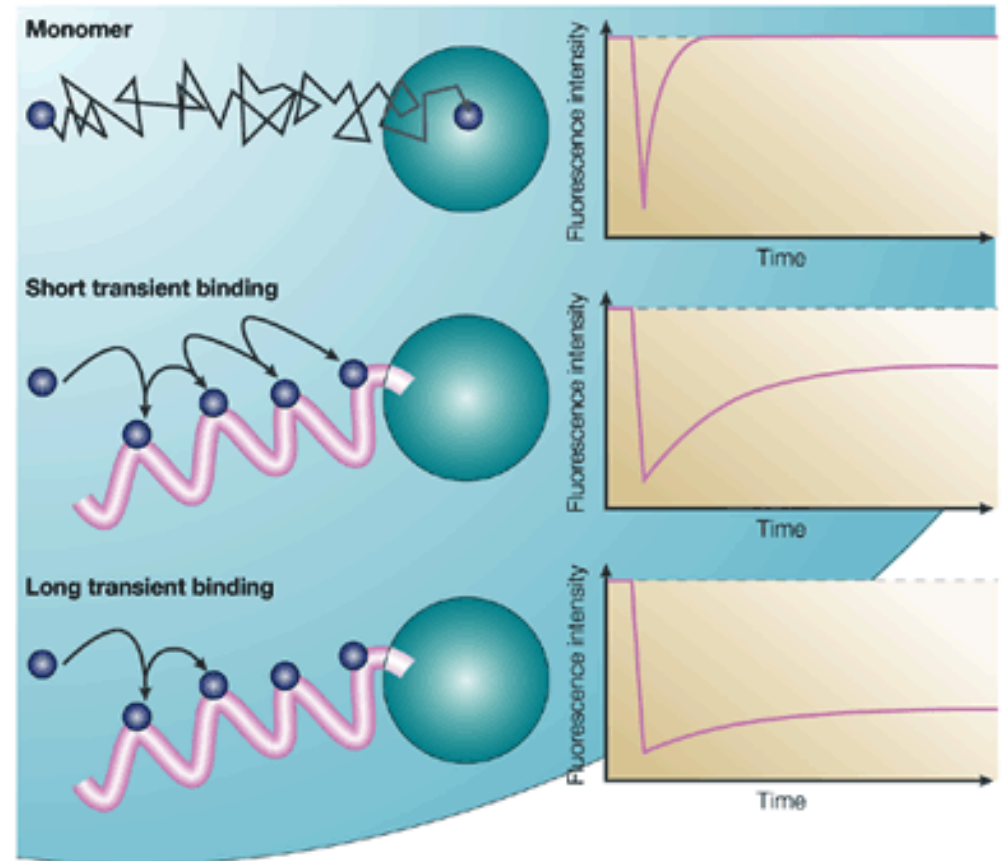 Monomer
Fluorescence intensity
Time
Short transient binding
Fluorescence intensity
Time
Long transient binding
Fluorescence intensity
Time